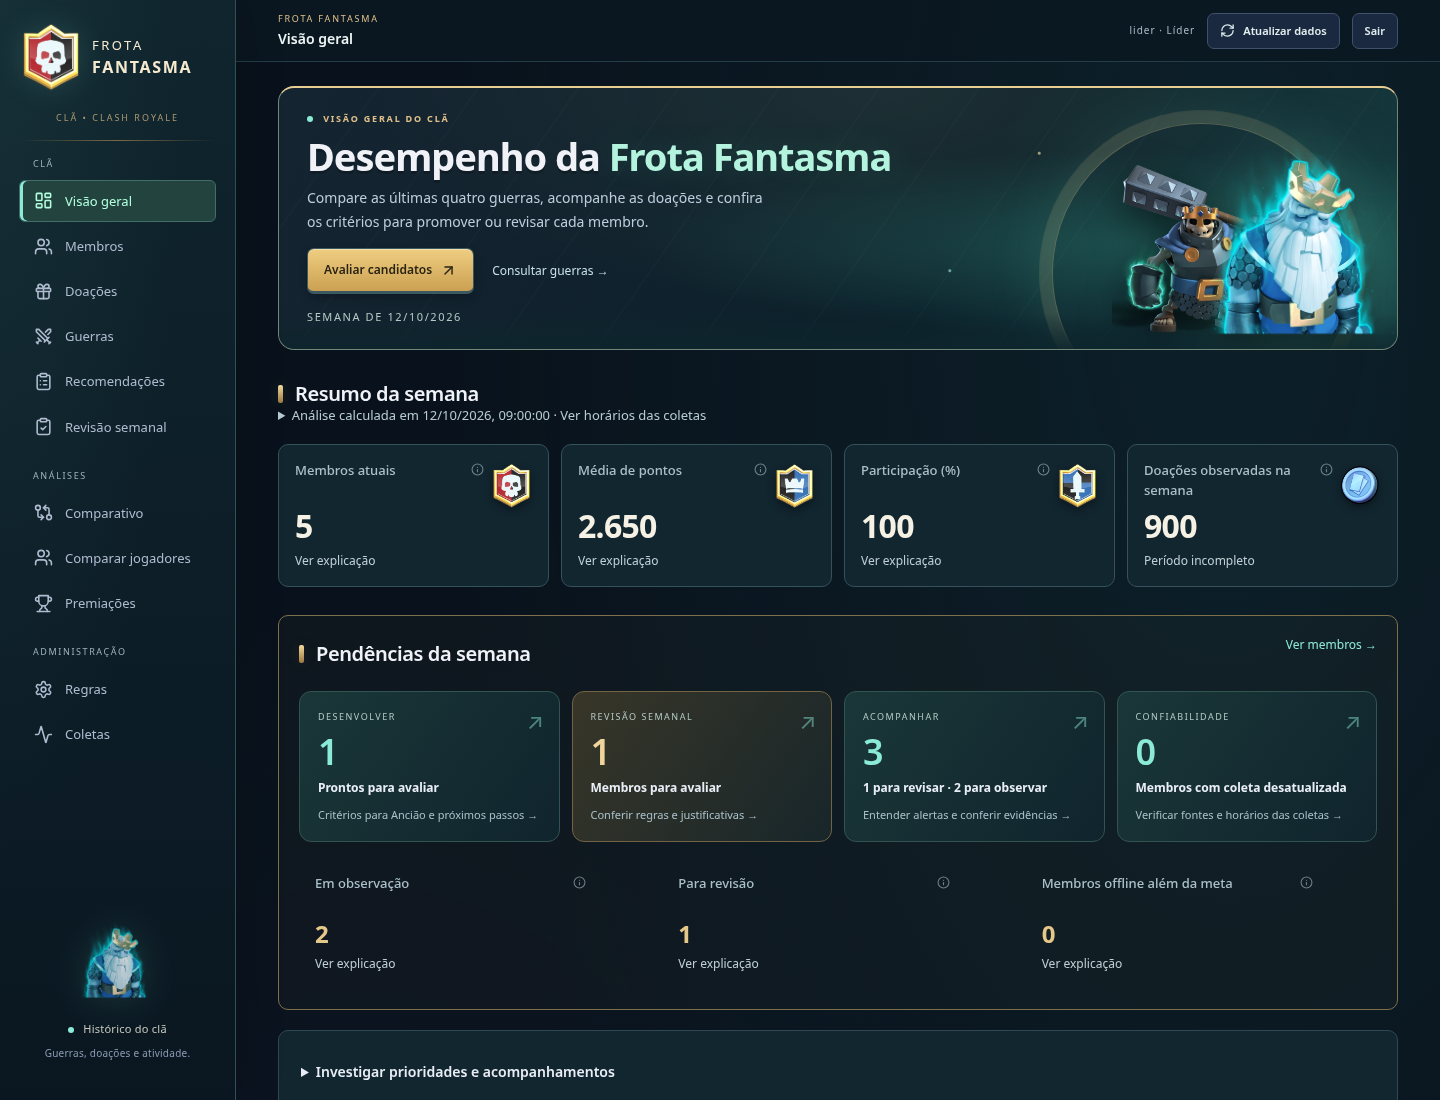 FROTA
FANTASMA
CLÃ • CLASH ROYALE
CLÃ
Visão geral
Membros
Doações
Guerras
Recomendações
Revisão semanal
ANÁLISES
Comparativo
Comparar jogadores
Premiações
ADMINISTRAÇÃO
Regras
Coletas
Histórico do clã
Guerras, doações e atividade.
FROTA FANTASMA
Visão geral
lider · Líder
Atualizar dados
Sair
VISÃO GERAL DO CLÃ
Desempenho da Frota Fantasma
Compare as últimas quatro guerras, acompanhe as doações e confira
os critérios para promover ou revisar cada membro.
Avaliar candidatos
Consultar guerras →
SEMANA DE 12/10/2026
Resumo da semana
▶ Análise calculada em 12/10/2026, 09:00:00 · Ver horários das coletas
Membros atuais
5
Ver explicação
Média de pontos
2.650
Ver explicação
Participação (%)
100
Ver explicação
Doações observadas na
semana
900
Período incompleto
Pendências da semana
Ver membros →
DESENVOLVER
1
Prontos para avaliar
Critérios para Ancião e próximos passos →
REVISÃO SEMANAL
1
Membros para avaliar
Conferir regras e justificativas →
ACOMPANHAR
3
1 para revisar · 2 para observar
Entender alertas e conferir evidências →
CONFIABILIDADE
0
Membros com coleta desatualizada
Verificar fontes e horários das coletas →
Em observação
2
Ver explicação
Para revisão
1
Ver explicação
Membros offline além da meta
0
Ver explicação
▶ Investigar prioridades e acompanhamentos